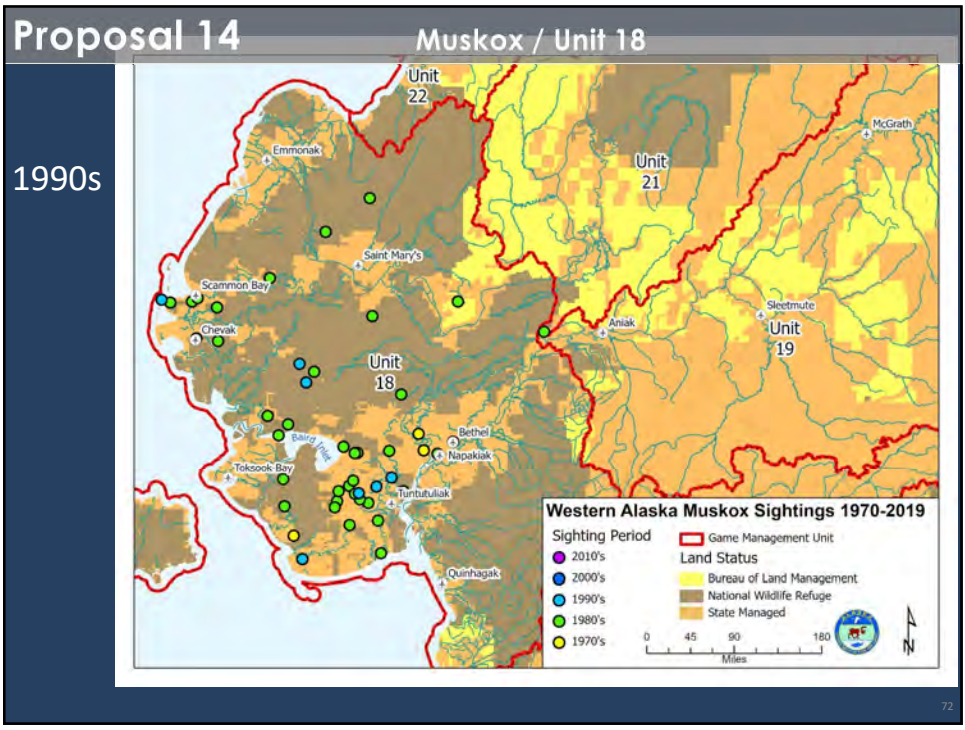 Proposal 14
Muskox / Unit 18
1990s
Unit
22
McGrath
Emmonak
Unit
21
Saint Mary's
Scammon Bay
Sleetmute
Aniak
Unit
19
Chevak
Unit
18
Bethel
Baird Inlet
Napakiak
Toksook Bay
Tuntutuliak
Quinhagak
Western Alaska Muskox Sightings 1970-2019
Sighting Period
2010's
2000's
1990's
1980's
1970's
Game Management Unit
Land Status
Bureau of Land Management
National Wildlife Refuge
State Managed
0 45 90 180
Miles
N
72